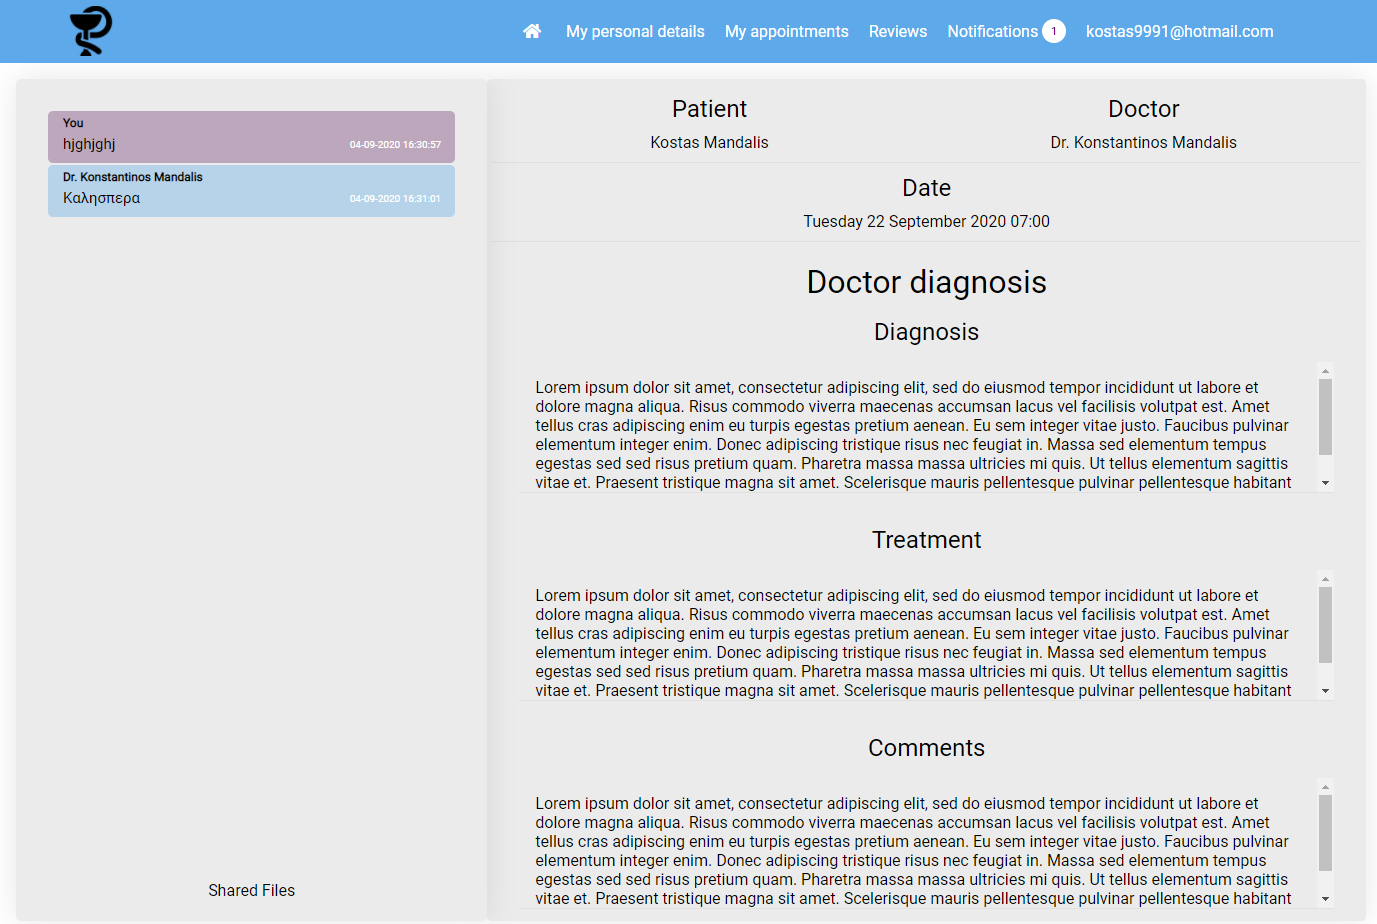 My personal details My appointments Reviews Notifications 1 kostas9991@hotmail.com
You
hjghjghj 04-09-2020 16:30:57
Dr. Konstantinos Mandalis
Καλησπερα 04-09-2020 16:31:01
Shared Files
Patient
Kostas Mandalis
Doctor
Dr. Konstantinos Mandalis
Date
Tuesday 22 September 2020 07:00
Doctor diagnosis
Diagnosis
Lorem ipsum dolor sit amet, consectetur adipiscing elit, sed do eiusmod tempor incididunt ut labore et
dolore magna aliqua. Risus commodo viverra maecenas accumsan lacus vel facilisis volutpat est. Amet
tellus cras adipiscing enim eu turpis egestas pretium aenean. Eu sem integer vitae justo. Faucibus pulvinar
elementum integer enim. Donec adipiscing tristique risus nec feugiat in. Massa sed elementum tempus
egestas sed sed risus pretium quam. Pharetra massa massa ultricies mi quis. Ut tellus elementum sagittis
vitae et. Praesent tristique magna sit amet. Scelerisque mauris pellentesque pulvinar pellentesque habitant
Treatment
Lorem ipsum dolor sit amet, consectetur adipiscing elit, sed do eiusmod tempor incididunt ut labore et
dolore magna aliqua. Risus commodo viverra maecenas accumsan lacus vel facilisis volutpat est. Amet
tellus cras adipiscing enim eu turpis egestas pretium aenean. Eu sem integer vitae justo. Faucibus pulvinar
elementum integer enim. Donec adipiscing tristique risus nec feugiat in. Massa sed elementum tempus
egestas sed sed risus pretium quam. Pharetra massa massa ultricies mi quis. Ut tellus elementum sagittis
vitae et. Praesent tristique magna sit amet. Scelerisque mauris pellentesque pulvinar pellentesque habitant
Comments
Lorem ipsum dolor sit amet, consectetur adipiscing elit, sed do eiusmod tempor incididunt ut labore et
dolore magna aliqua. Risus commodo viverra maecenas accumsan lacus vel facilisis volutpat est. Amet
tellus cras adipiscing enim eu turpis egestas pretium aenean. Eu sem integer vitae justo. Faucibus pulvinar
elementum integer enim. Donec adipiscing tristique risus nec feugiat in. Massa sed elementum tempus
egestas sed sed risus pretium quam. Pharetra massa massa ultricies mi quis. Ut tellus elementum sagittis
vitae et. Praesent tristique magna sit amet. Scelerisque mauris pellentesque pulvinar pellentesque habitant